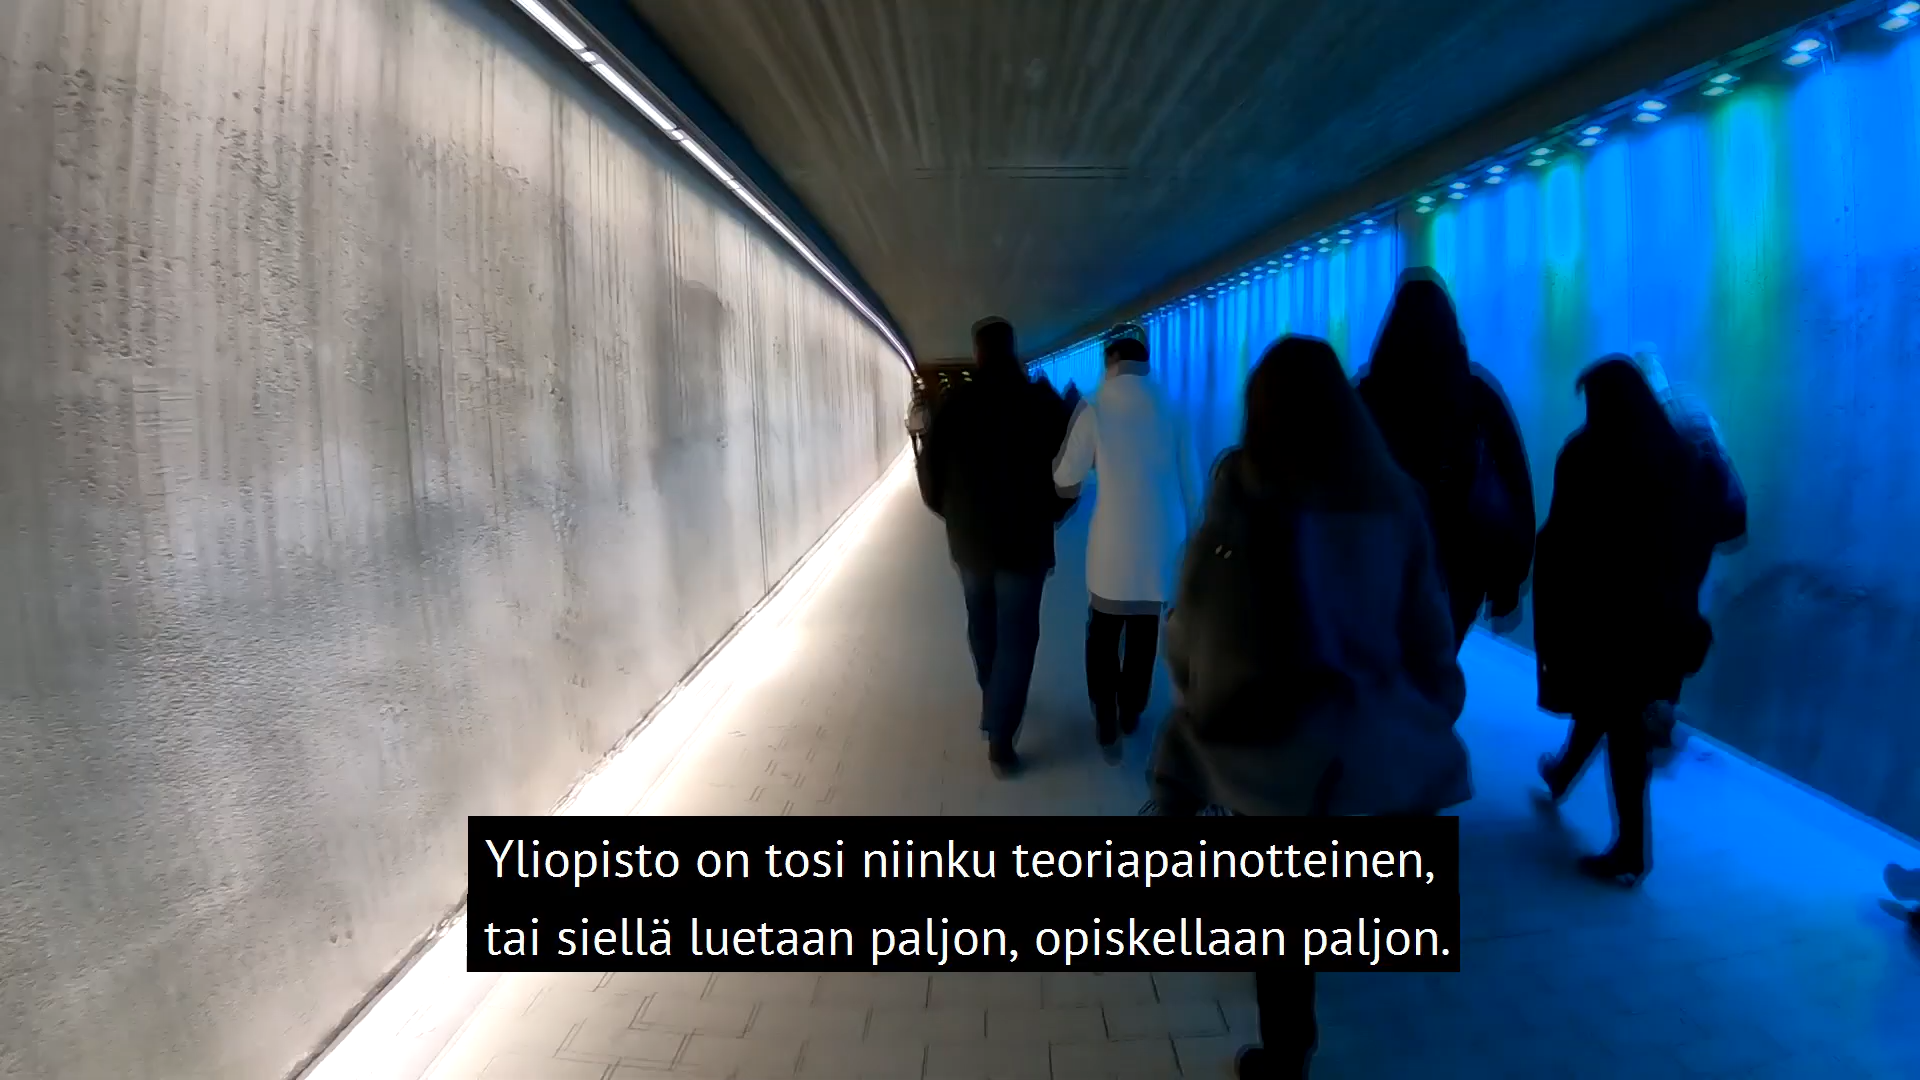 Yliopisto on tosi niinku teoriapainotteinen,
tai siellä luetaan paljon, opiskellaan paljon.